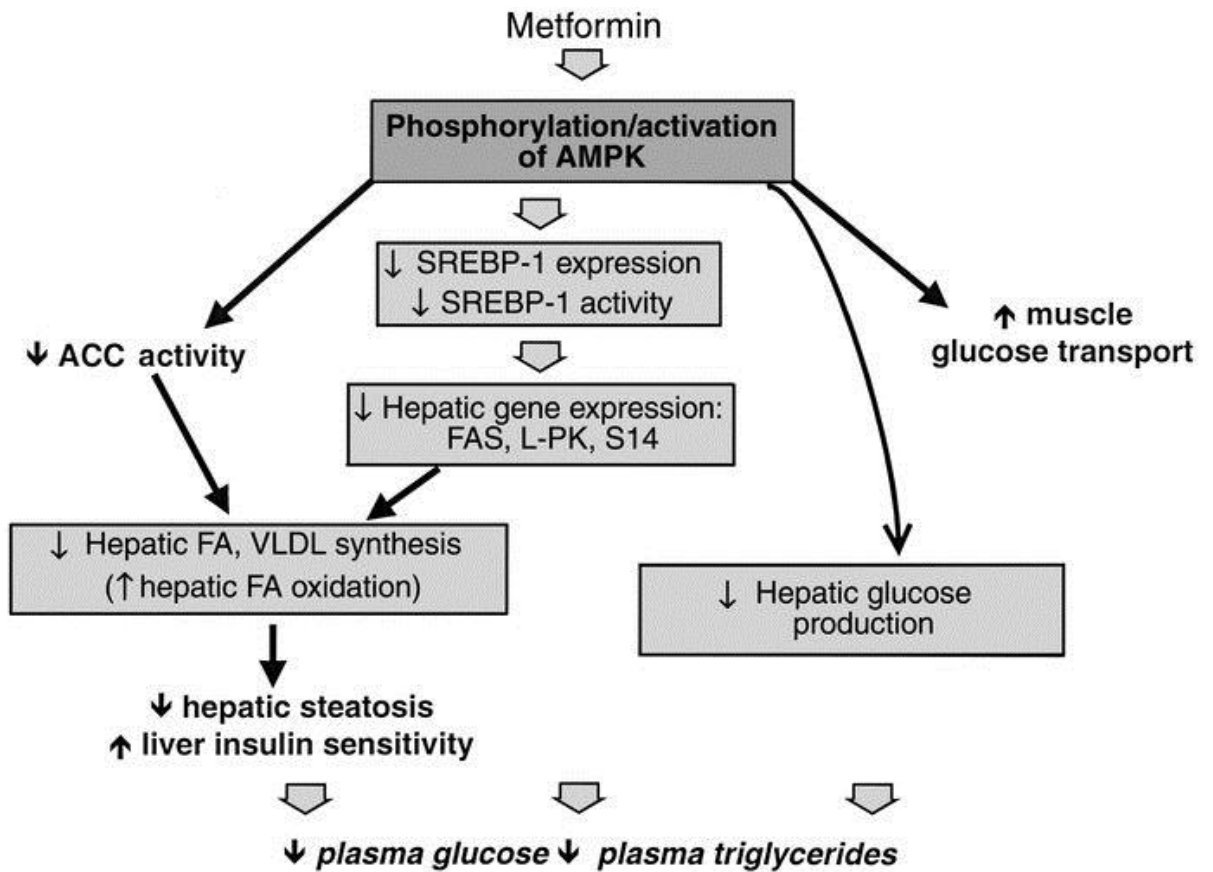 Metformin
Phosphorylation/activation
of AMPK
↓ SREBP-1 expression
↓ SREBP-1 activity
↑ muscle
glucose transport
↓ ACC activity
↓ Hepatic gene expression:
FAS, L-PK, S14
↓ Hepatic FA, VLDL synthesis
(↑ hepatic FA oxidation)
↓ Hepatic glucose
production
↓ hepatic steatosis
↑ liver insulin sensitivity
↓ plasma glucose ↓ plasma triglycerides